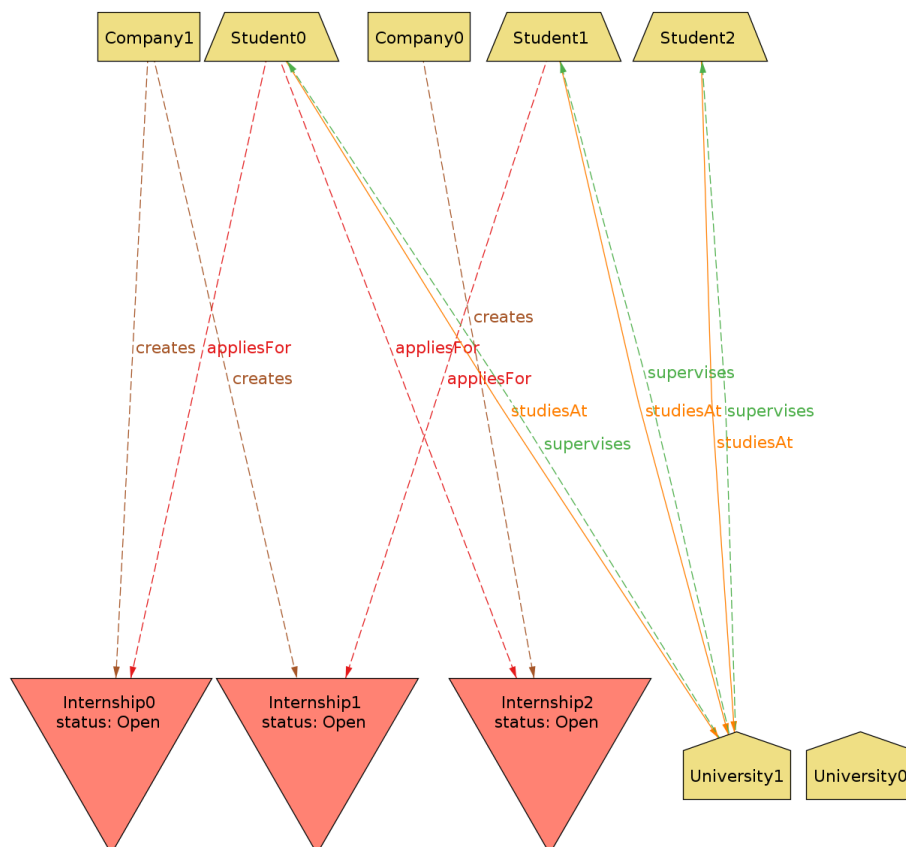 Company1
Student0
Company0
Student1
Student2
creates
creates
appliesFor
appliesFor
creates
appliesFor
supervises
studiesAt
studiesAt
supervises
supervises
studiesAt
Internship0
status: Open
Internship1
status: Open
Internship2
status: Open
University1
University0